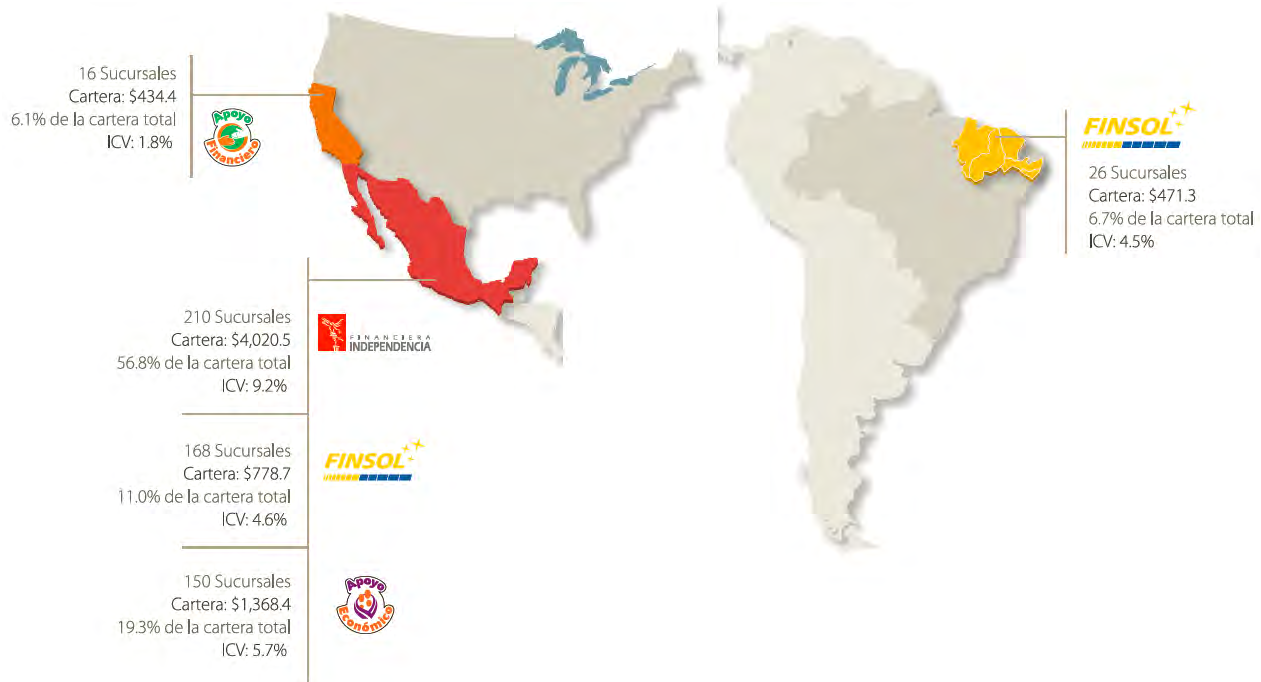 16 Sucursales
Cartera: $434.4
6.1% de la cartera total
ICV: 1.8%
Apoyo
Financiero
210 Sucursales
Cartera: $4,020.5
56.8% de la cartera total
ICV: 9.2%
FINANCIERA
INDEPENDENCIA
168 Sucursales
Cartera: $778.7
11.0% de la cartera total
ICV: 4.6%
FINSOL
150 Sucursales
Cartera: $1,368.4
19.3% de la cartera total
ICV: 5.7%
Apoyo
Económico
FINSOL
26 Sucursales
Cartera: $471.3
6.7% de la cartera total
ICV: 4.5%